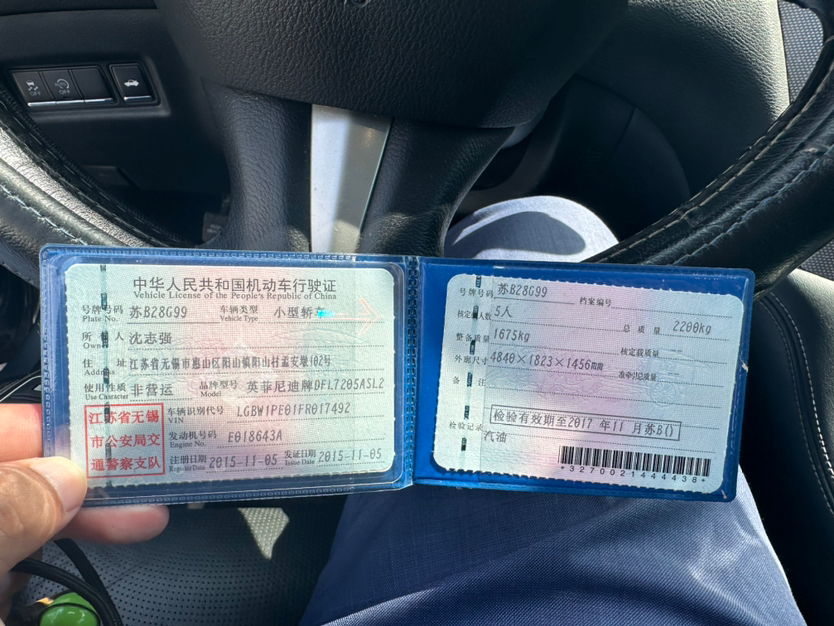 中华人民共和国机动车行驶证
Vehicle License of the People's Republic of China
号牌号码 苏B28G99 车辆类型 小型轿车
Plate No. Vehicle Type
所有人 沈志强
Owner
住址 江苏省无锡市惠山区阳山镇阳山村孟安墩102号
Address
使用性质 非营运 品牌型号 英菲尼迪牌DFL7205ASL2
Use Character Model
江苏省无锡
市公安局交
通警察支队
车辆识别代号 LGBW1PE01FR017492
VIN
发动机号码 E018643A
Engine No.
注册日期 2015-11-05 发证日期 2015-11-05
Register Date Issue Date
号牌号码 苏B28G99 档案编号
核定载人数 5人 总质量 2200kg
整备质量 1675kg 核定载质量 --
外廓尺寸 4840×1823×1456mm 准牵引总质量 --
备注
检验有效期至2017年11月苏B()
检验记录
汽油
*3270021444438*
OFF
OFF